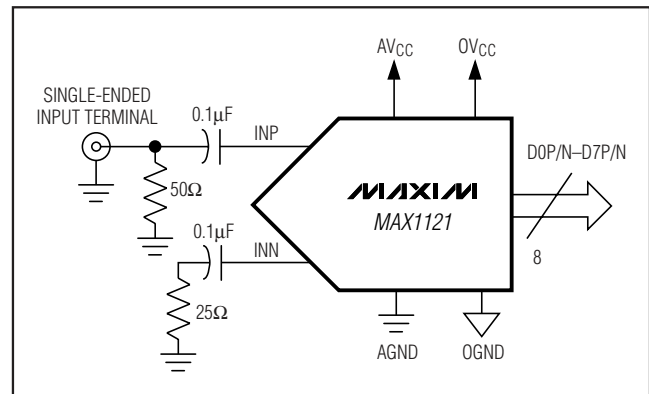 AVCC
OVCC
SINGLE-ENDED
INPUT TERMINAL
0.1µF
INP
D0P/N–D7P/N
50Ω
MAXIM
MAX1121
0.1µF
INN
8
25Ω
AGND
OGND